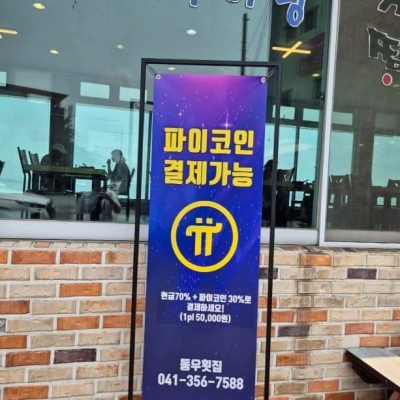 파이코인
결제가능
현금70% + 파이코인 30%로
결제하세요!
(1pi 50,000원)
동우횟집
041-356-7588